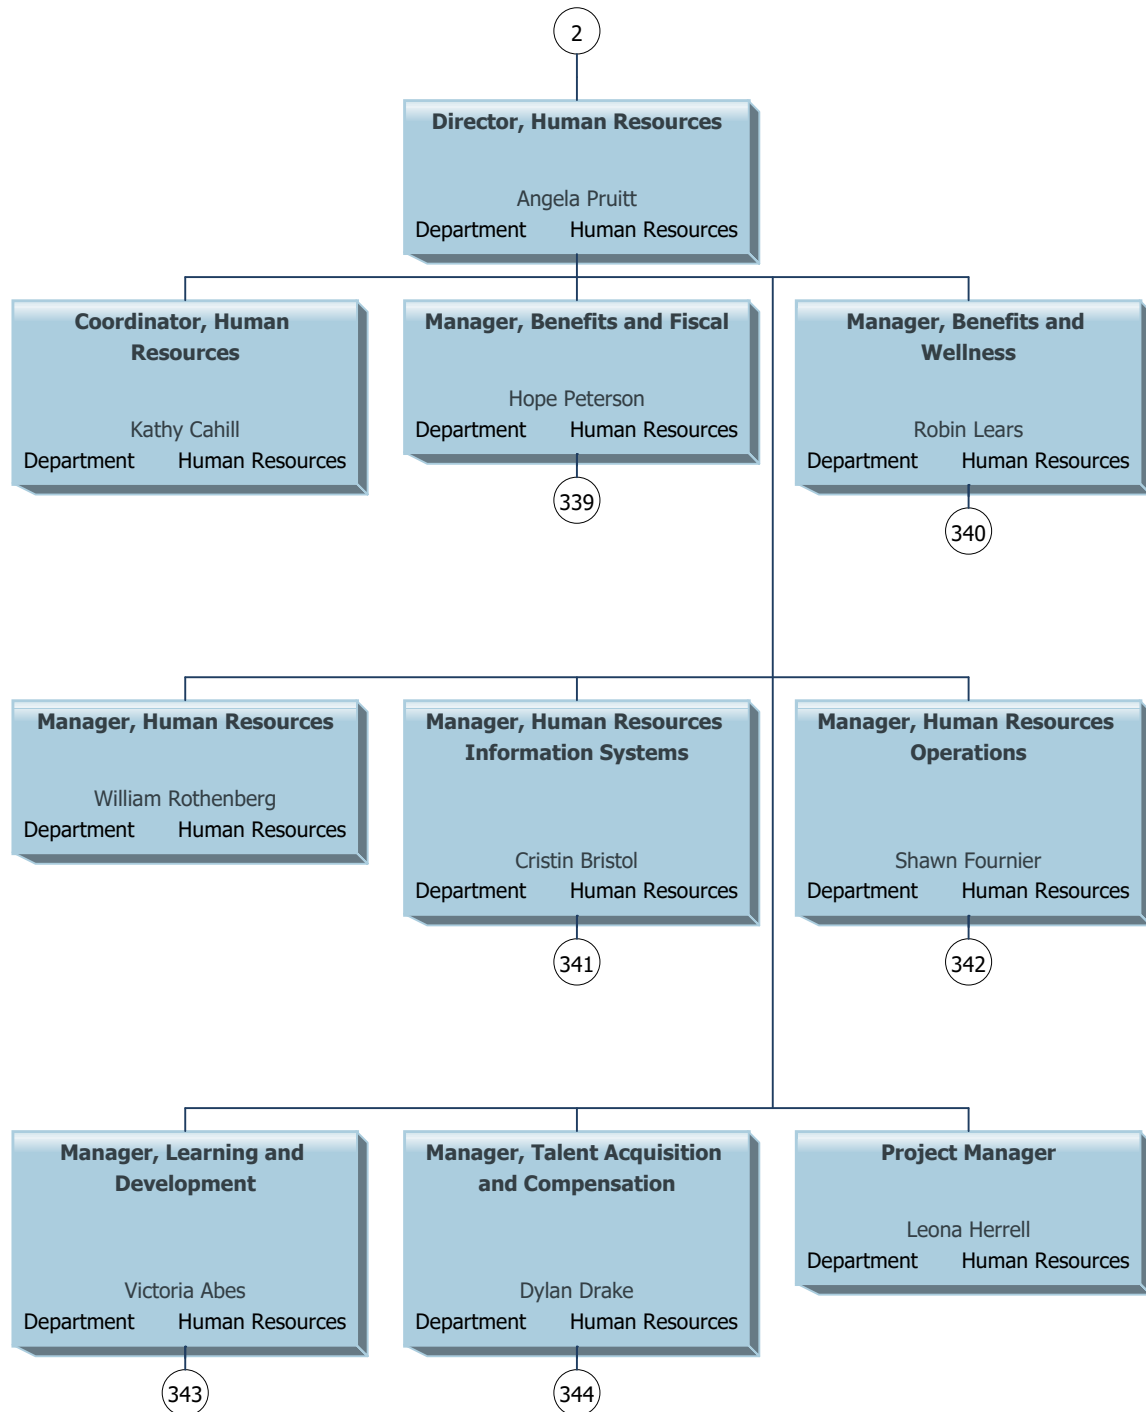 2
Director, Human Resources
Angela Pruitt
Department Human Resources
Coordinator, Human
Resources
Kathy Cahill
Department Human Resources
Manager, Benefits and Fiscal
Hope Peterson
Department Human Resources
339
Manager, Benefits and
Wellness
Robin Lears
Department Human Resources
340
Manager, Human Resources
William Rothenberg
Department Human Resources
Manager, Human Resources
Information Systems
Cristin Bristol
Department Human Resources
341
Manager, Human Resources
Operations
Shawn Fournier
Department Human Resources
342
Manager, Learning and
Development
Victoria Abes
Department Human Resources
343
Manager, Talent Acquisition
and Compensation
Dylan Drake
Department Human Resources
344
Project Manager
Leona Herrell
Department Human Resources